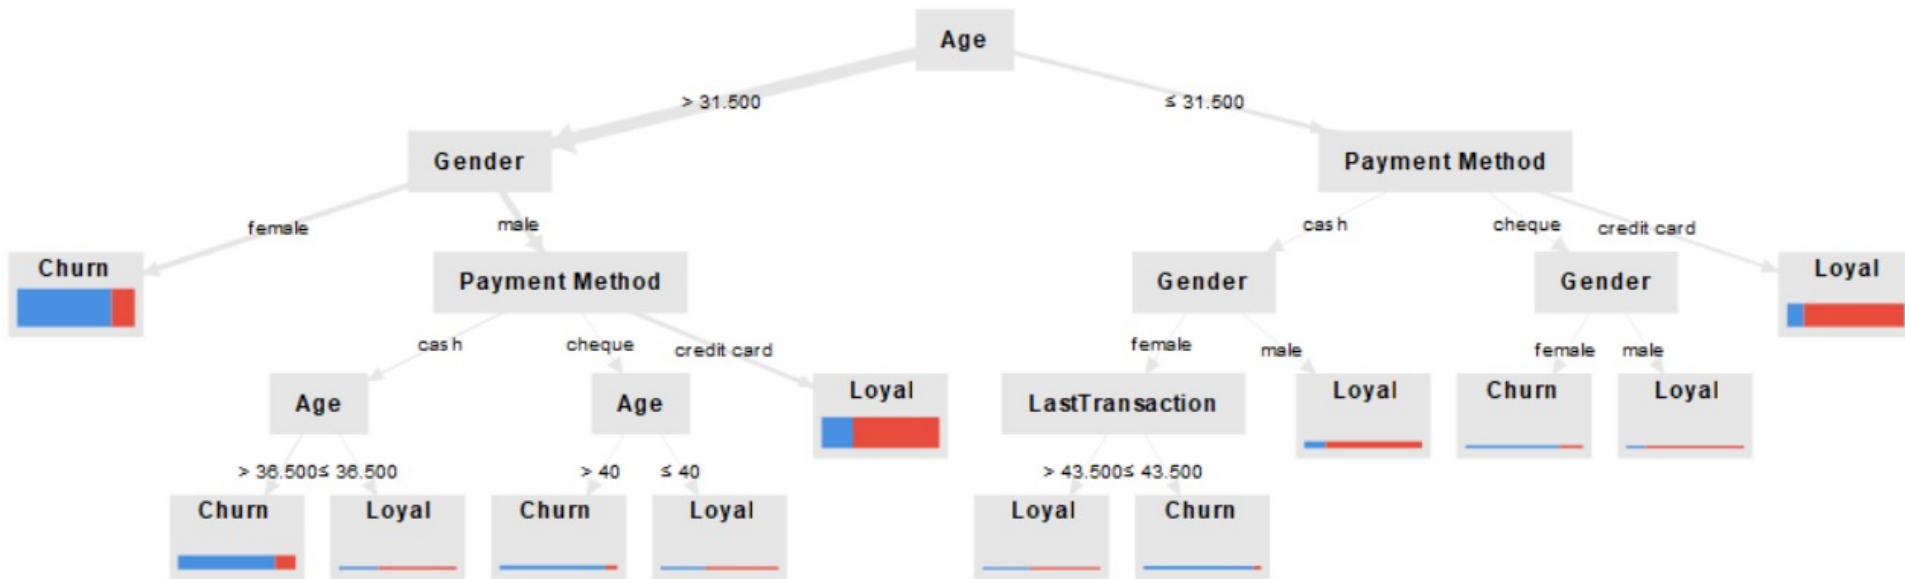 Age
> 31.500
≤ 31.500
Gender
Payment Method
female
male
cash
cheque
credit card
Churn
Payment Method
Gender
Gender
Loyal
cash
cheque
credit card
female
male
female
male
Age
Age
Loyal
LastTransaction
Loyal
Churn
Loyal
> 36.500
≤ 36.500
> 40
≤ 40
> 43.500
≤ 43.500
Churn
Loyal
Churn
Loyal
Loyal
Churn